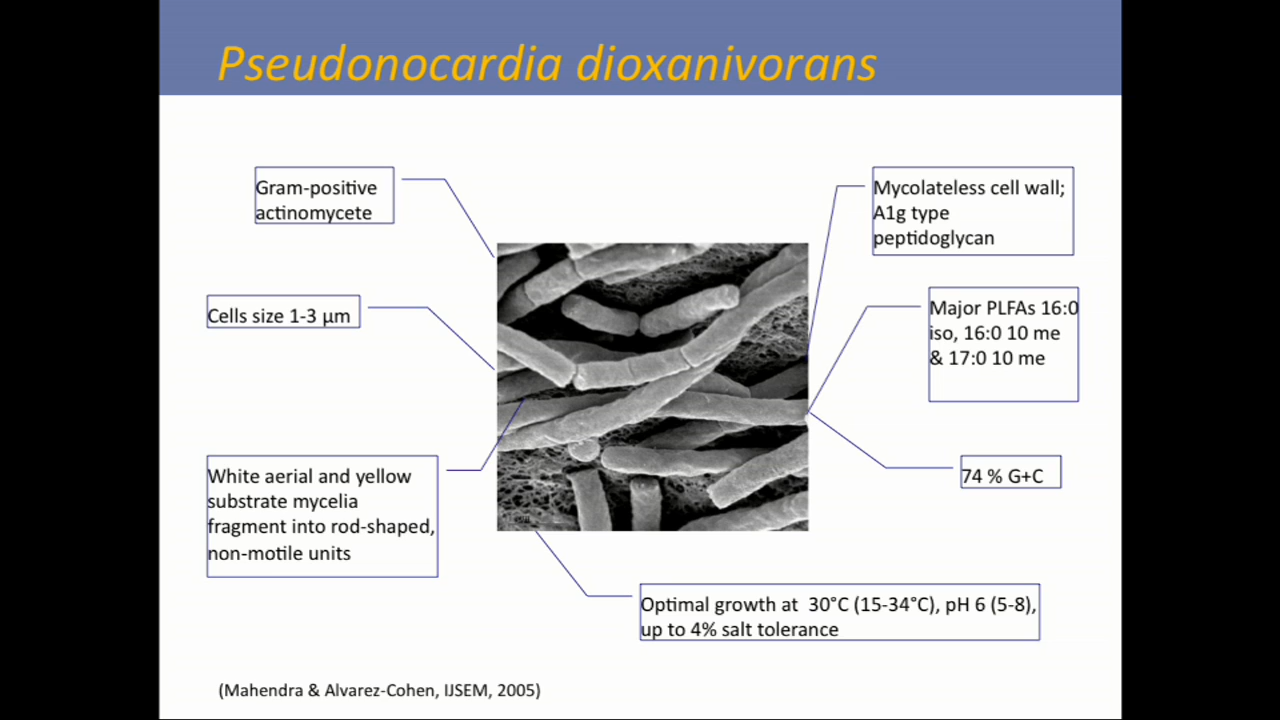 Pseudonocardia dioxanivorans
Gram-positive
actinomycete
Mycolateless cell wall;
A1g type
peptidoglycan
Cells size 1-3 µm
Major PLFAs 16:0
iso, 16:0 10 me
& 17:0 10 me
White aerial and yellow
substrate mycelia
fragment into rod-shaped,
non-motile units
74 % G+C
Optimal growth at  30°C (15-34°C), pH 6 (5-8),
up to 4% salt tolerance
(Mahendra & Alvarez-Cohen, IJSEM, 2005)